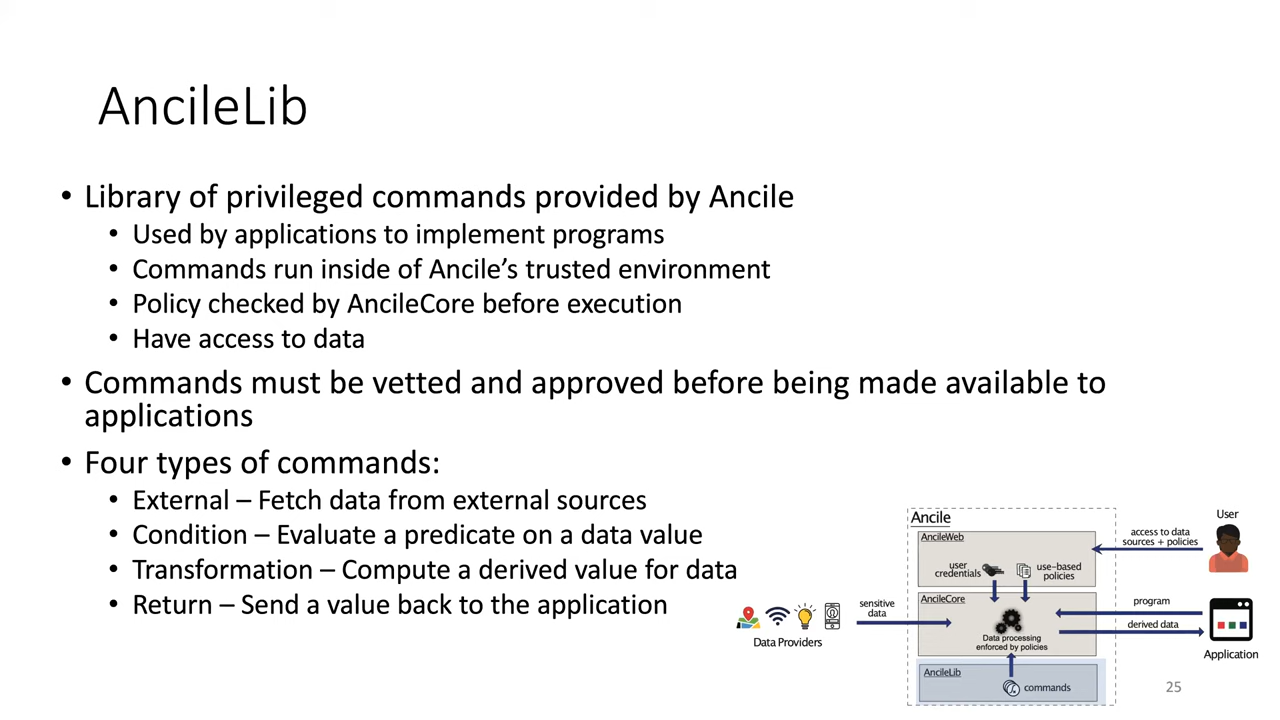 AncileLib
• Library of privileged commands provided by Ancile
• Used by applications to implement programs
• Commands run inside of Ancile’s trusted environment
• Policy checked by AncileCore before execution
• Have access to data
• Commands must be vetted and approved before being made available to
applications
• Four types of commands:
• External – Fetch data from external sources
• Condition – Evaluate a predicate on a data value
• Transformation – Compute a derived value for data
• Return – Send a value back to the application
Ancile
AncileWeb
user
credentials
use-based
policies
access to data
sources + policies
User
AncileCore
Data processing
enforced by policies
sensitive
data
Data Providers
program
derived data
Application
AncileLib
commands
25